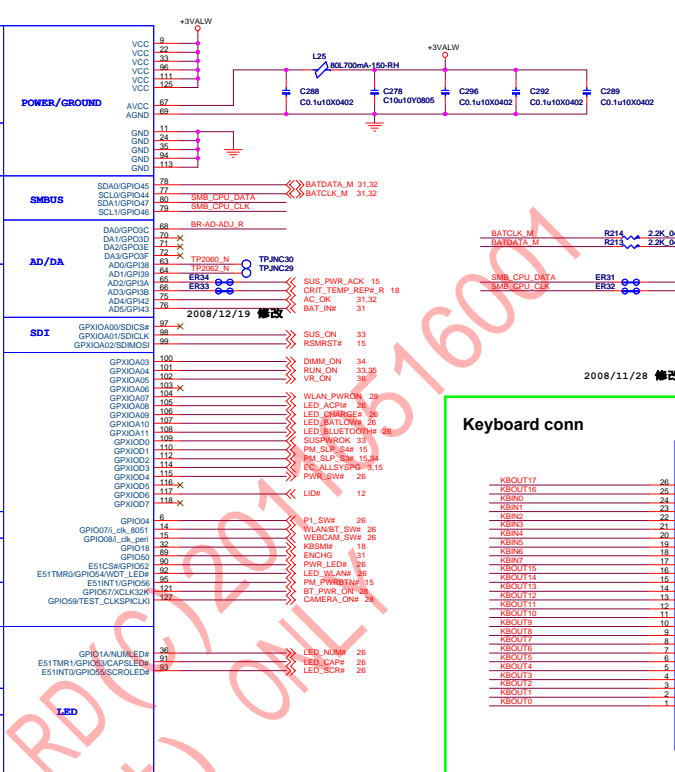 +3VALW
VCC 9
VCC 22
VCC 33
VCC 96
VCC 111
VCC 125
POWER/GROUND
AVCC 67
AGND 69
GND 11
GND 24
GND 35
GND 94
GND 113
L25
80L700mA-150-RH
+3VALW
C288
C0.1u10X0402
C278
C10u10Y0805
C296
C0.1u10X0402
C292
C0.1u10X0402
C289
C0.1u10X0402
SMBUS
SDA0/GPIO45 78 BATDATA_M 31,32
SCL0/GPIO44 77 BATCLK_M 31,32
SDA1/GPIO47 80 SMB_CPU_DATA
SCL1/GPIO46 79 SMB_CPU_CLK
AD/DA
DA0/GPO3C 68 BR-AD-ADJ_R
DA1/GPO3D 70
DA2/GPO3E 71
DA3/GPO3F 72
AD0/GPI38 63 TP2060_N TPJNC30
AD1/GPI39 64 TP2062_N TPJNC29
AD2/GPI3A 65 ER34 SUS_PWR_ACK 15
AD3/GPI3B 66 ER33 CRIT_TEMP_REP#_R 18
AD4/GPI42 75 AC_OK 31,32
AD5/GPI43 76 BAT_IN# 31
2008/12/19 修改
SDI
GPXIOA00/SDICS# 97
GPXIOA01/SDICLK 98 SUS_ON 33
GPXIOA02/SDIMOSI 99 RSMRST# 15
GPXIOA03 100 DIMM_ON 34
GPXIOA04 101 RUN_ON 33,35
GPXIOA05 102 VR_ON 36
GPXIOA06 103
GPXIOA07 104 WLAN_PWRON 28
GPXIOA08 105 LED_ACPI# 26
GPXIOA09 106 LED_CHARGE# 26
GPXIOA10 107 LED_BATLOW# 26
GPXIOA11 108 LED_BLUETOOTH# 26
GPXIOD0 109 SUSPWROK 33
GPXIOD1 110 PM_SLP_S4# 15
GPXIOD2 112 PM_SLP_S3# 15,34
GPXIOD3 114 EC_ALLSYSPG 3,15
GPXIOD4 115 PWR_SW# 26
GPXIOD5 116
GPXIOD6 117 LID# 12
GPXIOD7 118
GPIO04 6 P1_SW# 26
GPIO07/i_clk_8051 14 WLAN/BT_SW# 26
GPIO08/i_clk_peri 15 WEBCAM_SW# 26
GPIO18 32 KBSMI# 18
GPIO50 89 ENCHG 31
E51CS#/GPIO52 90 PWR_LED# 26
E51TMR0/GPIO54/WDT_LED# 92 LED_WLAN# 26
E51INT1/GPIO56 95 PM_PWRBTN# 15
GPIO57/XCLK32K 121 BT_PWR_ON 28
GPIO59/TEST_CLKSPICLKI 127 CAMERA_ON# 28
GPIO1A/NUMLED# 36 LED_NUM# 26
E51TMR1/GPIO53/CAPSLED# 91 LED_CAP# 26
E51INT0/GPIO55/SCROLED# 93 LED_SCR# 26
LED
BATCLK_M R214 2.2K_04
BATDATA_M R213 2.2K_04
SMB_CPU_DATA ER31
SMB_CPU_CLK ER32
2008/11/28 修改
Keyboard conn
KBOUT17 26
KBOUT16 25
KBIN0 24
KBIN1 23
KBIN2 22
KBIN3 21
KBIN4 20
KBIN5 19
KBIN6 18
KBIN7 17
KBOUT15 16
KBOUT14 15
KBOUT13 14
KBOUT12 13
KBOUT11 12
KBOUT10 11
KBOUT9 10
KBOUT8 9
KBOUT7 8
KBOUT6 7
KBOUT5 6
KBOUT4 5
KBOUT3 4
KBOUT2 3
KBOUT1 2
KBOUT0 1
RD(C)20110516001
ONLY